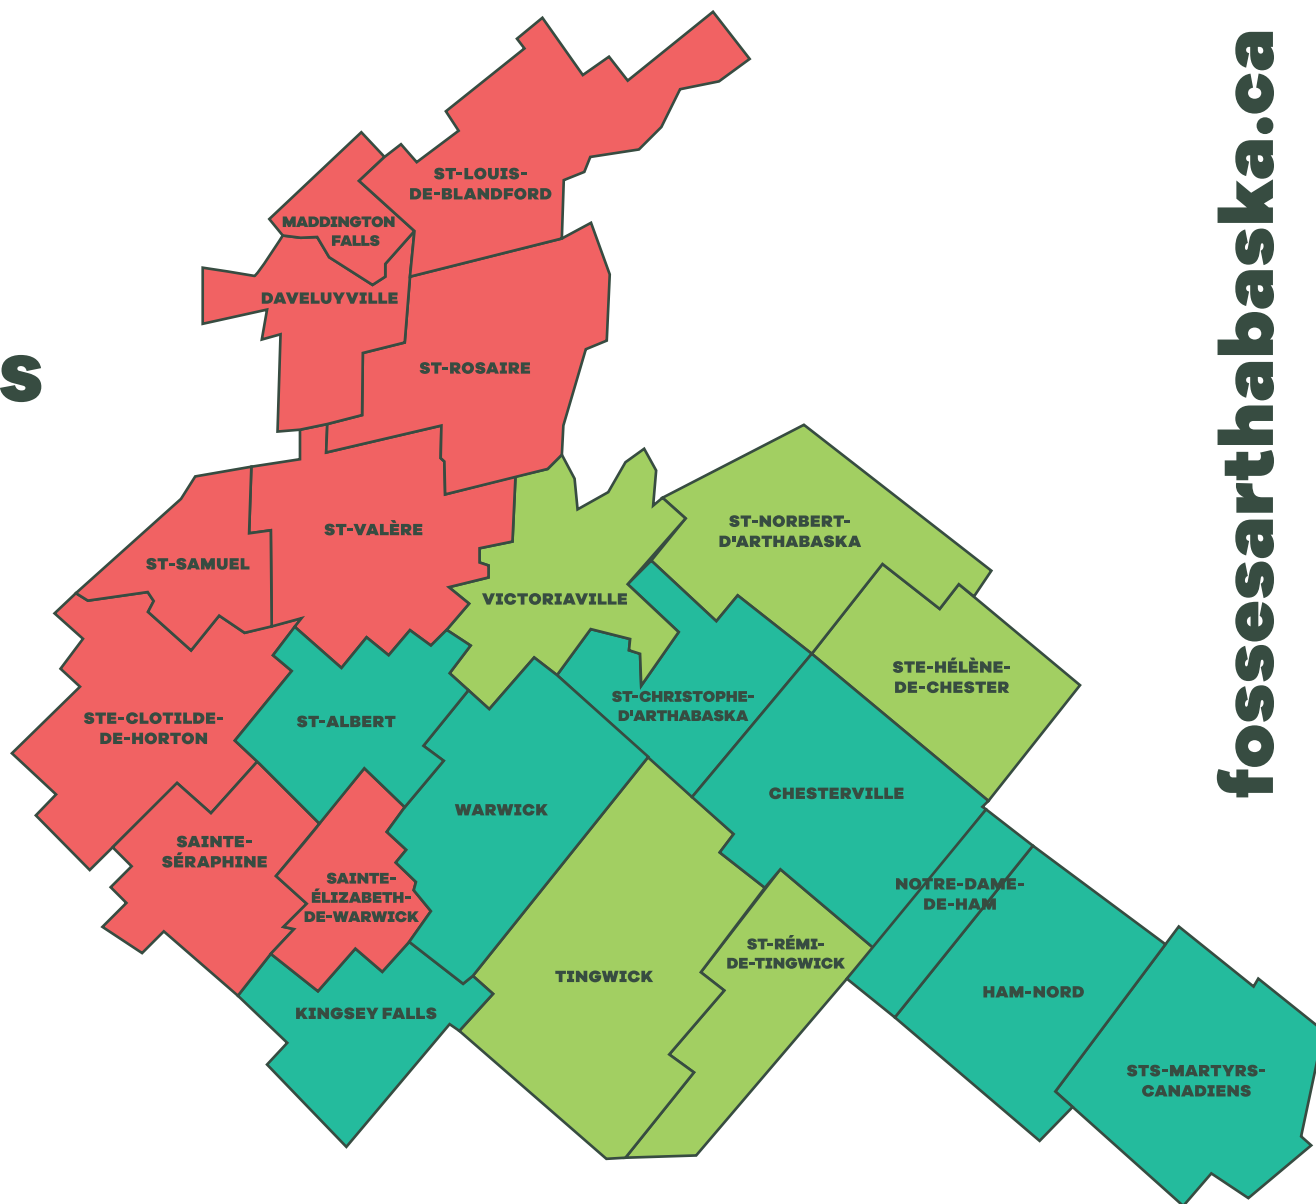 ST-LOUIS-
DE-BLANDFORD
MADDINGTON
FALLS
DAVELUYVILLE
ST-ROSAIRE
S
ST-VALÈRE
ST-SAMUEL
ST-NORBERT-
D'ARTHABASKA
VICTORIAVILLE
STE-HÉLÈNE-
DE-CHESTER
ST-CHRISTOPHE-
D'ARTHABASKA
STE-CLOTILDE-
DE-HORTON
ST-ALBERT
CHESTERVILLE
WARWICK
SAINTE-
SÉRAPHINE
SAINTE-
ÉLIZABETH-
DE-WARWICK
NOTRE-DAME-
DE-HAM
ST-RÉMI-
DE-TINGWICK
TINGWICK
HAM-NORD
KINGSEY FALLS
STS-MARTYRS-
CANADIENS
fossesarthabaska.ca